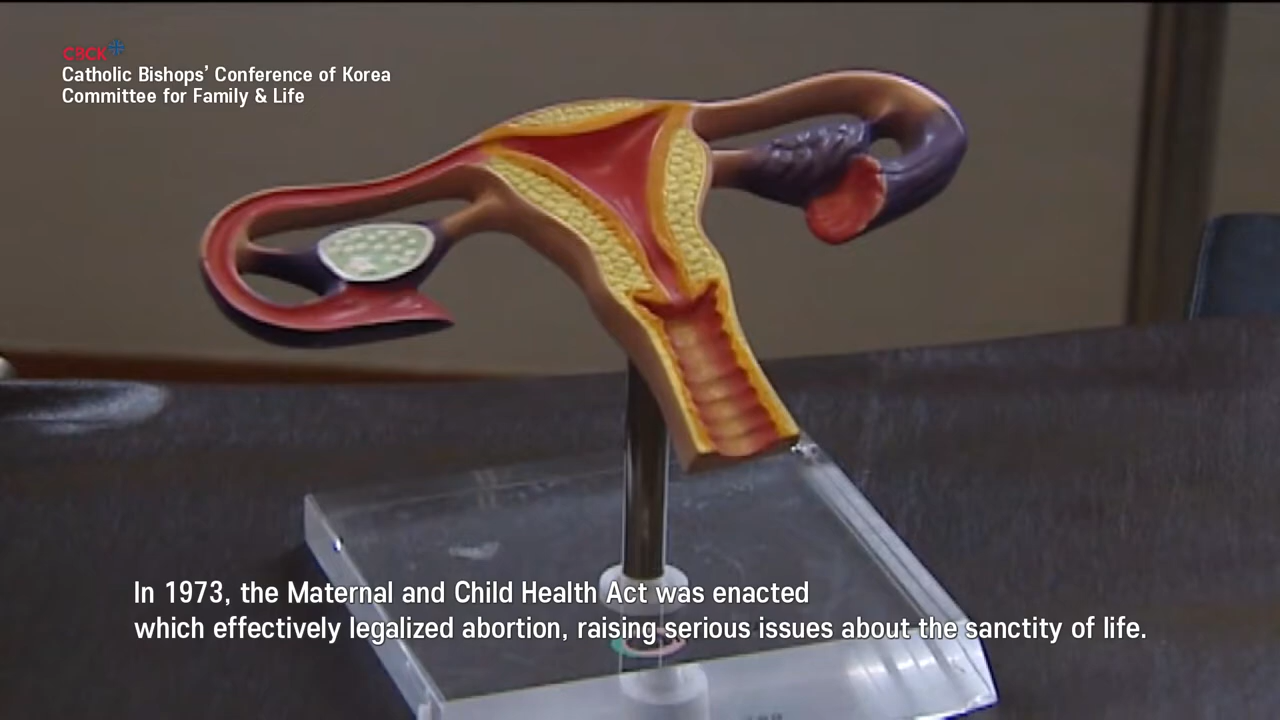 CBCK
Catholic Bishops' Conference of Korea
Committee for Family & Life
In 1973, the Maternal and Child Health Act was enacted
which effectively legalized abortion, raising serious issues about the sanctity of life.